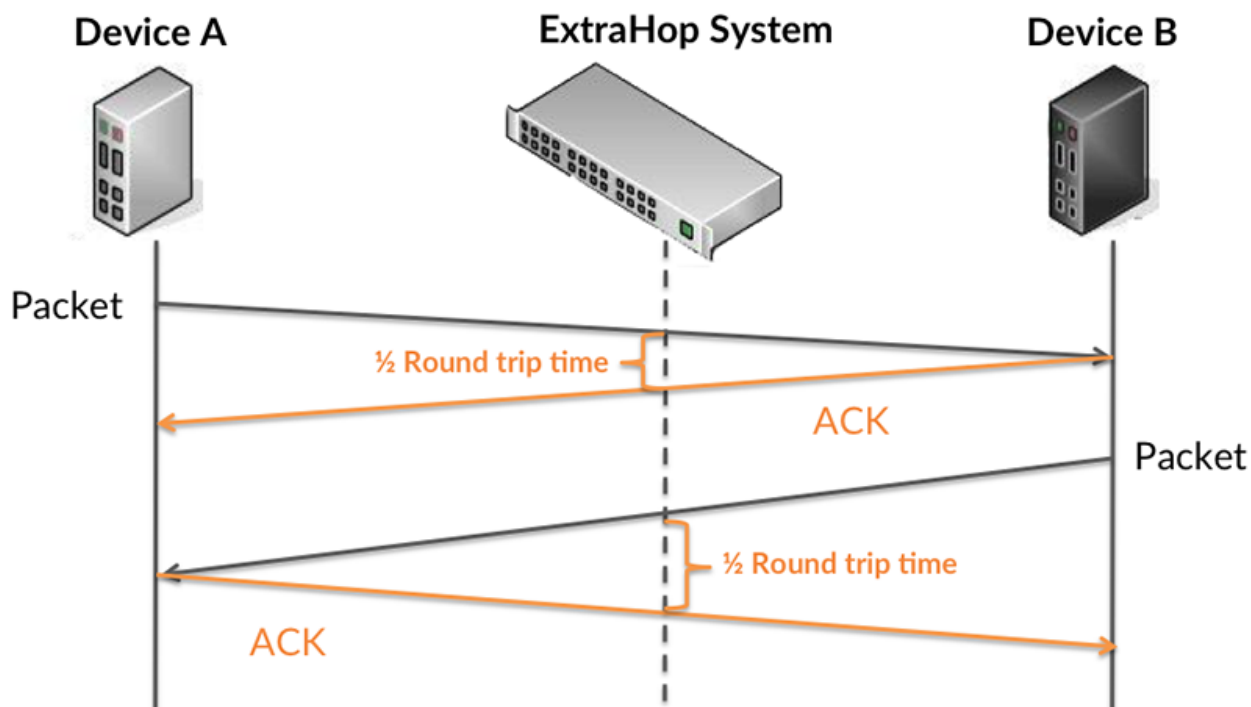 Device A
ExtraHop System
Device B
Packet
½ Round trip time
ACK
Packet
½ Round trip time
ACK